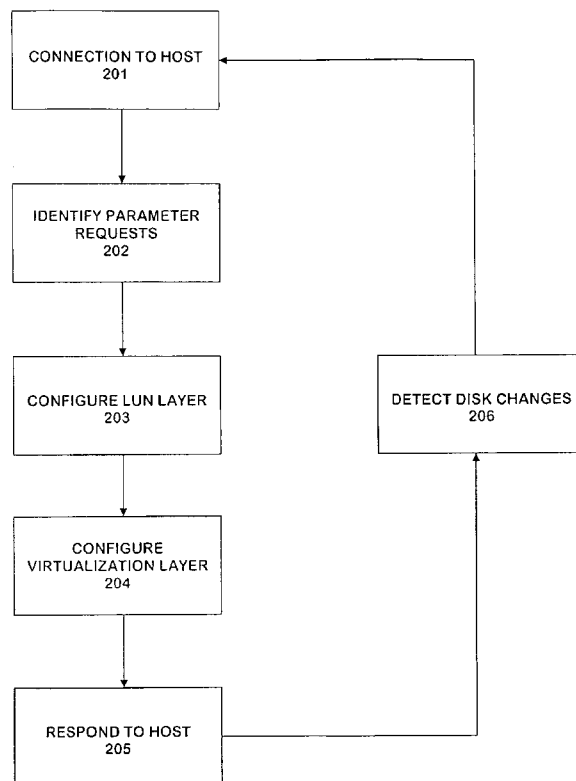 CONNECTION TO HOST
201
IDENTIFY PARAMETER
REQUESTS
202
CONFIGURE LUN LAYER
203
DETECT DISK CHANGES
206
CONFIGURE
VIRTUALIZATION LAYER
204
RESPOND TO HOST
205